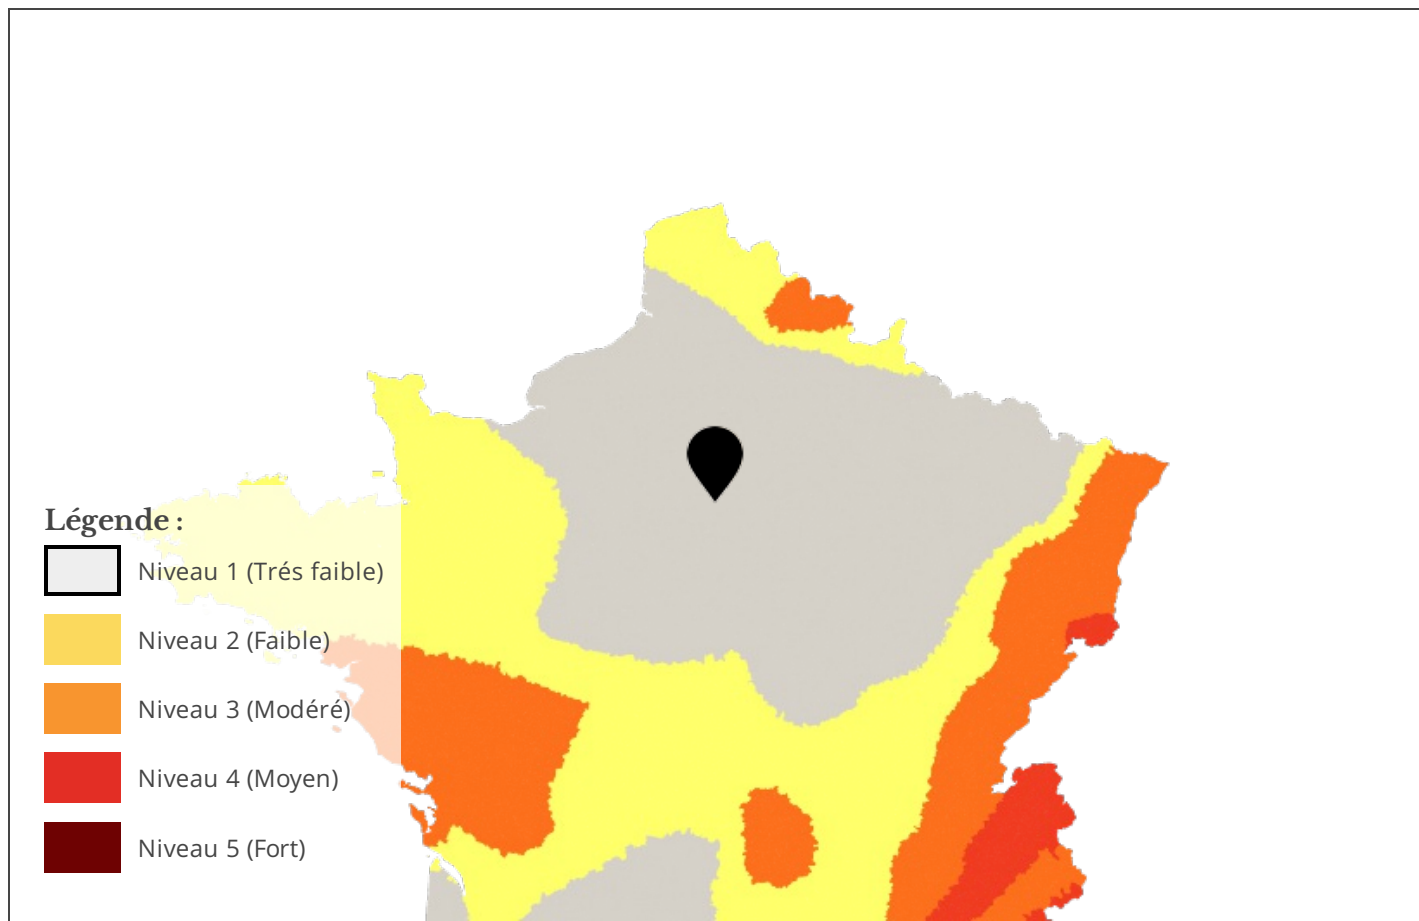 Légende :
Niveau 1 (Trés faible)
Niveau 2 (Faible)
Niveau 3 (Modéré)
Niveau 4 (Moyen)
Niveau 5 (Fort)